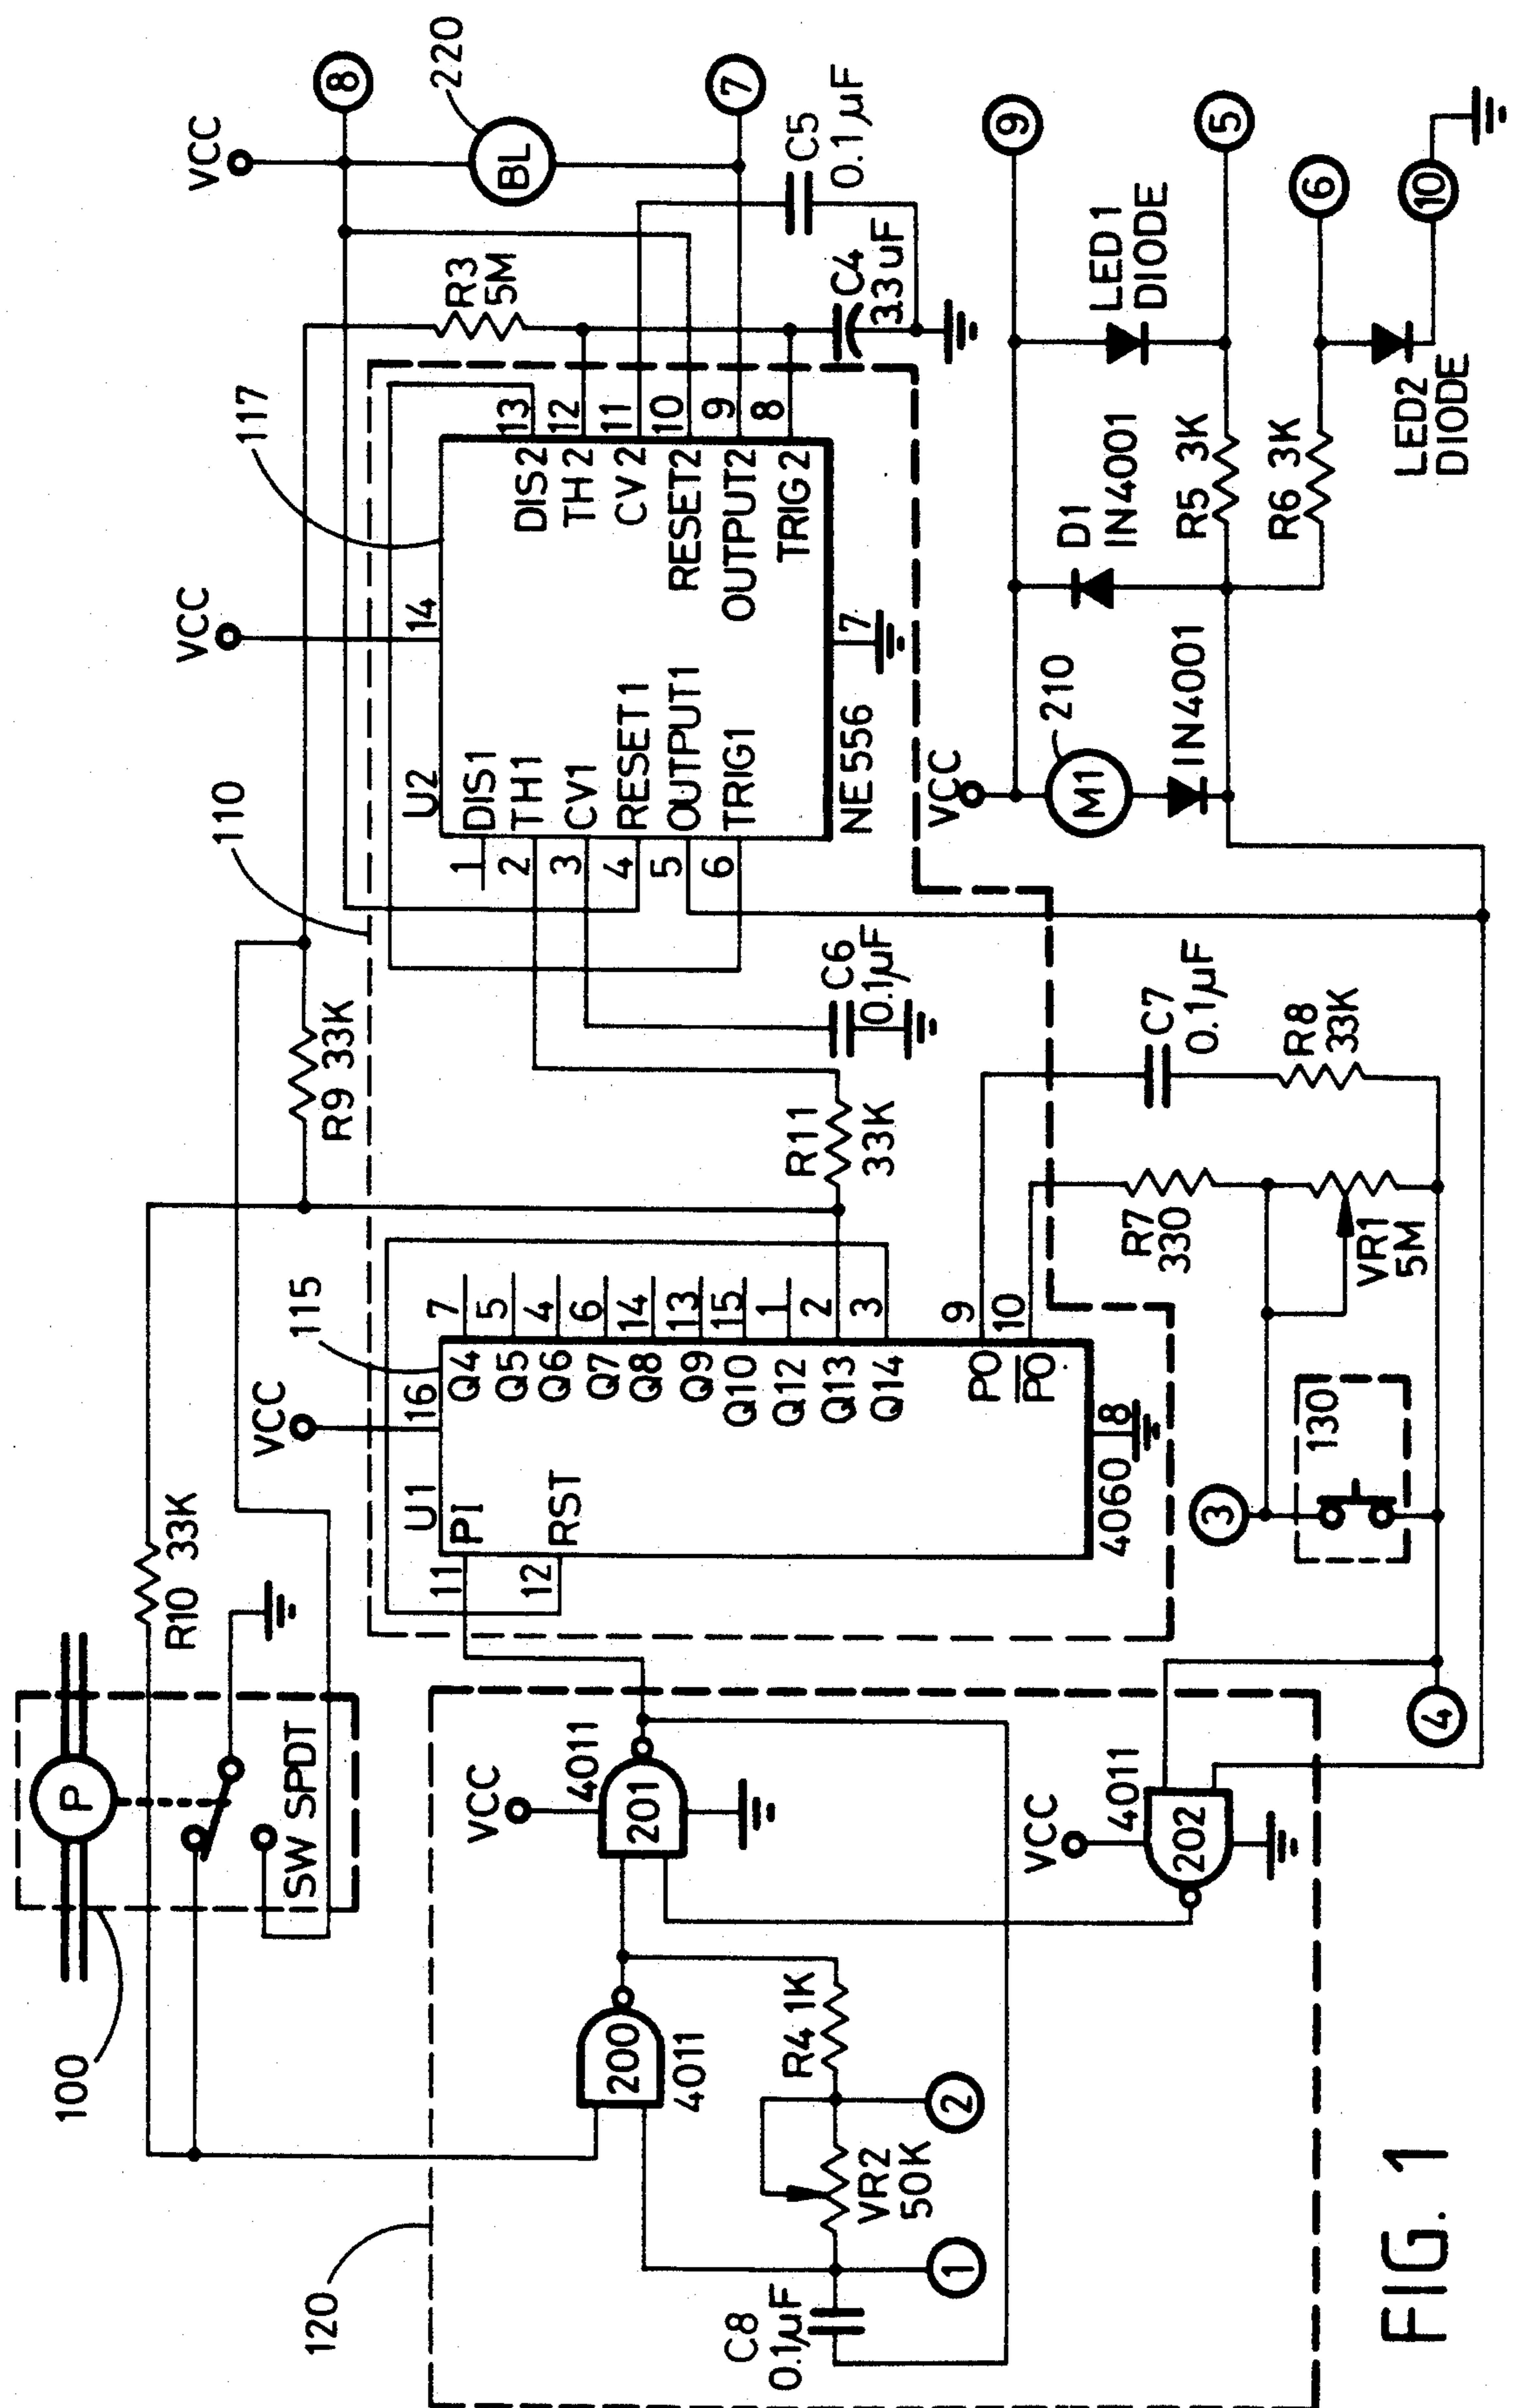 100
P
SW SPDT
R10 33K
R9 33K
110
117
VCC
8
220
BL
7
R3
5M
C5
0.1µF
C4
3.3uF
VCC
14
U2
DIS1
TH1
CV1
RESET1
OUTPUT1
TRIG1
1
2
3
4
5
6
DIS2
TH2
CV2
RESET2
OUTPUT2
TRIG2
13
12
11
10
9
8
7
NE556
C6
0.1µF
R11
33K
115
VCC
16
U1
PI
RST
11
12
Q4
Q5
Q6
Q7
Q8
Q9
Q10
Q12
Q13
Q14
PO
PO
7
5
4
6
14
13
15
1
2
3
9
10
8
4060
120
200
4011
VCC
4011
201
VCC
4011
202
R4 1K
VR2
50K
C8
0.1µF
1
2
3
4
130
R7
330
VR1
5M
C7
0.1µF
R8
33K
VCC
M1
210
IN4001
D1
IN4001
R5 3K
R6 3K
LED1
DIODE
LED2
DIODE
9
5
6
10
FIG. 1